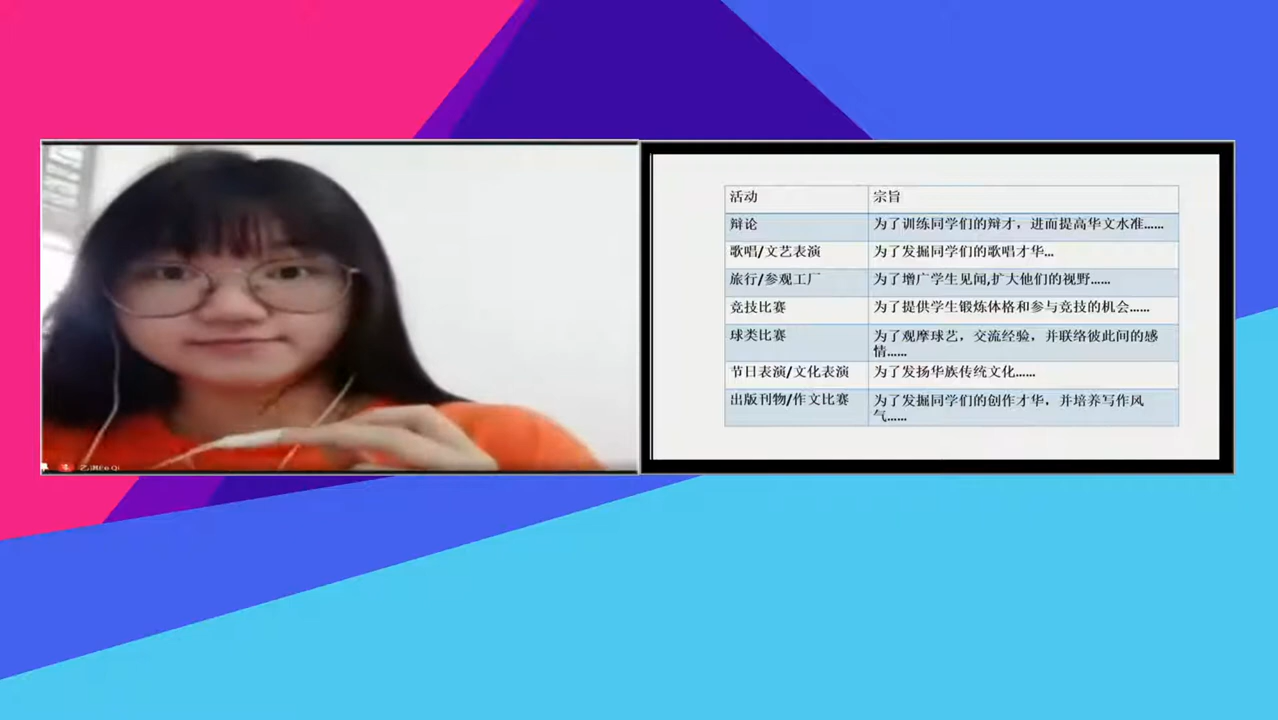 活动 宗旨
辩论 为了训练同学们的辩才，进而提高华文水准……
歌唱/文艺表演 为了发掘同学们的歌唱才华…
旅行/参观工厂 为了增广学生见闻,扩大他们的视野……
竞技比赛 为了提供学生锻炼体格和参与竞技的机会……
球类比赛 为了观摩球艺，交流经验，并联络彼此间的感
情……
节日表演/文化表演 为了发扬华族传统文化……
出版刊物/作文比赛 为了发掘同学们的创作才华，并培养写作风
气……